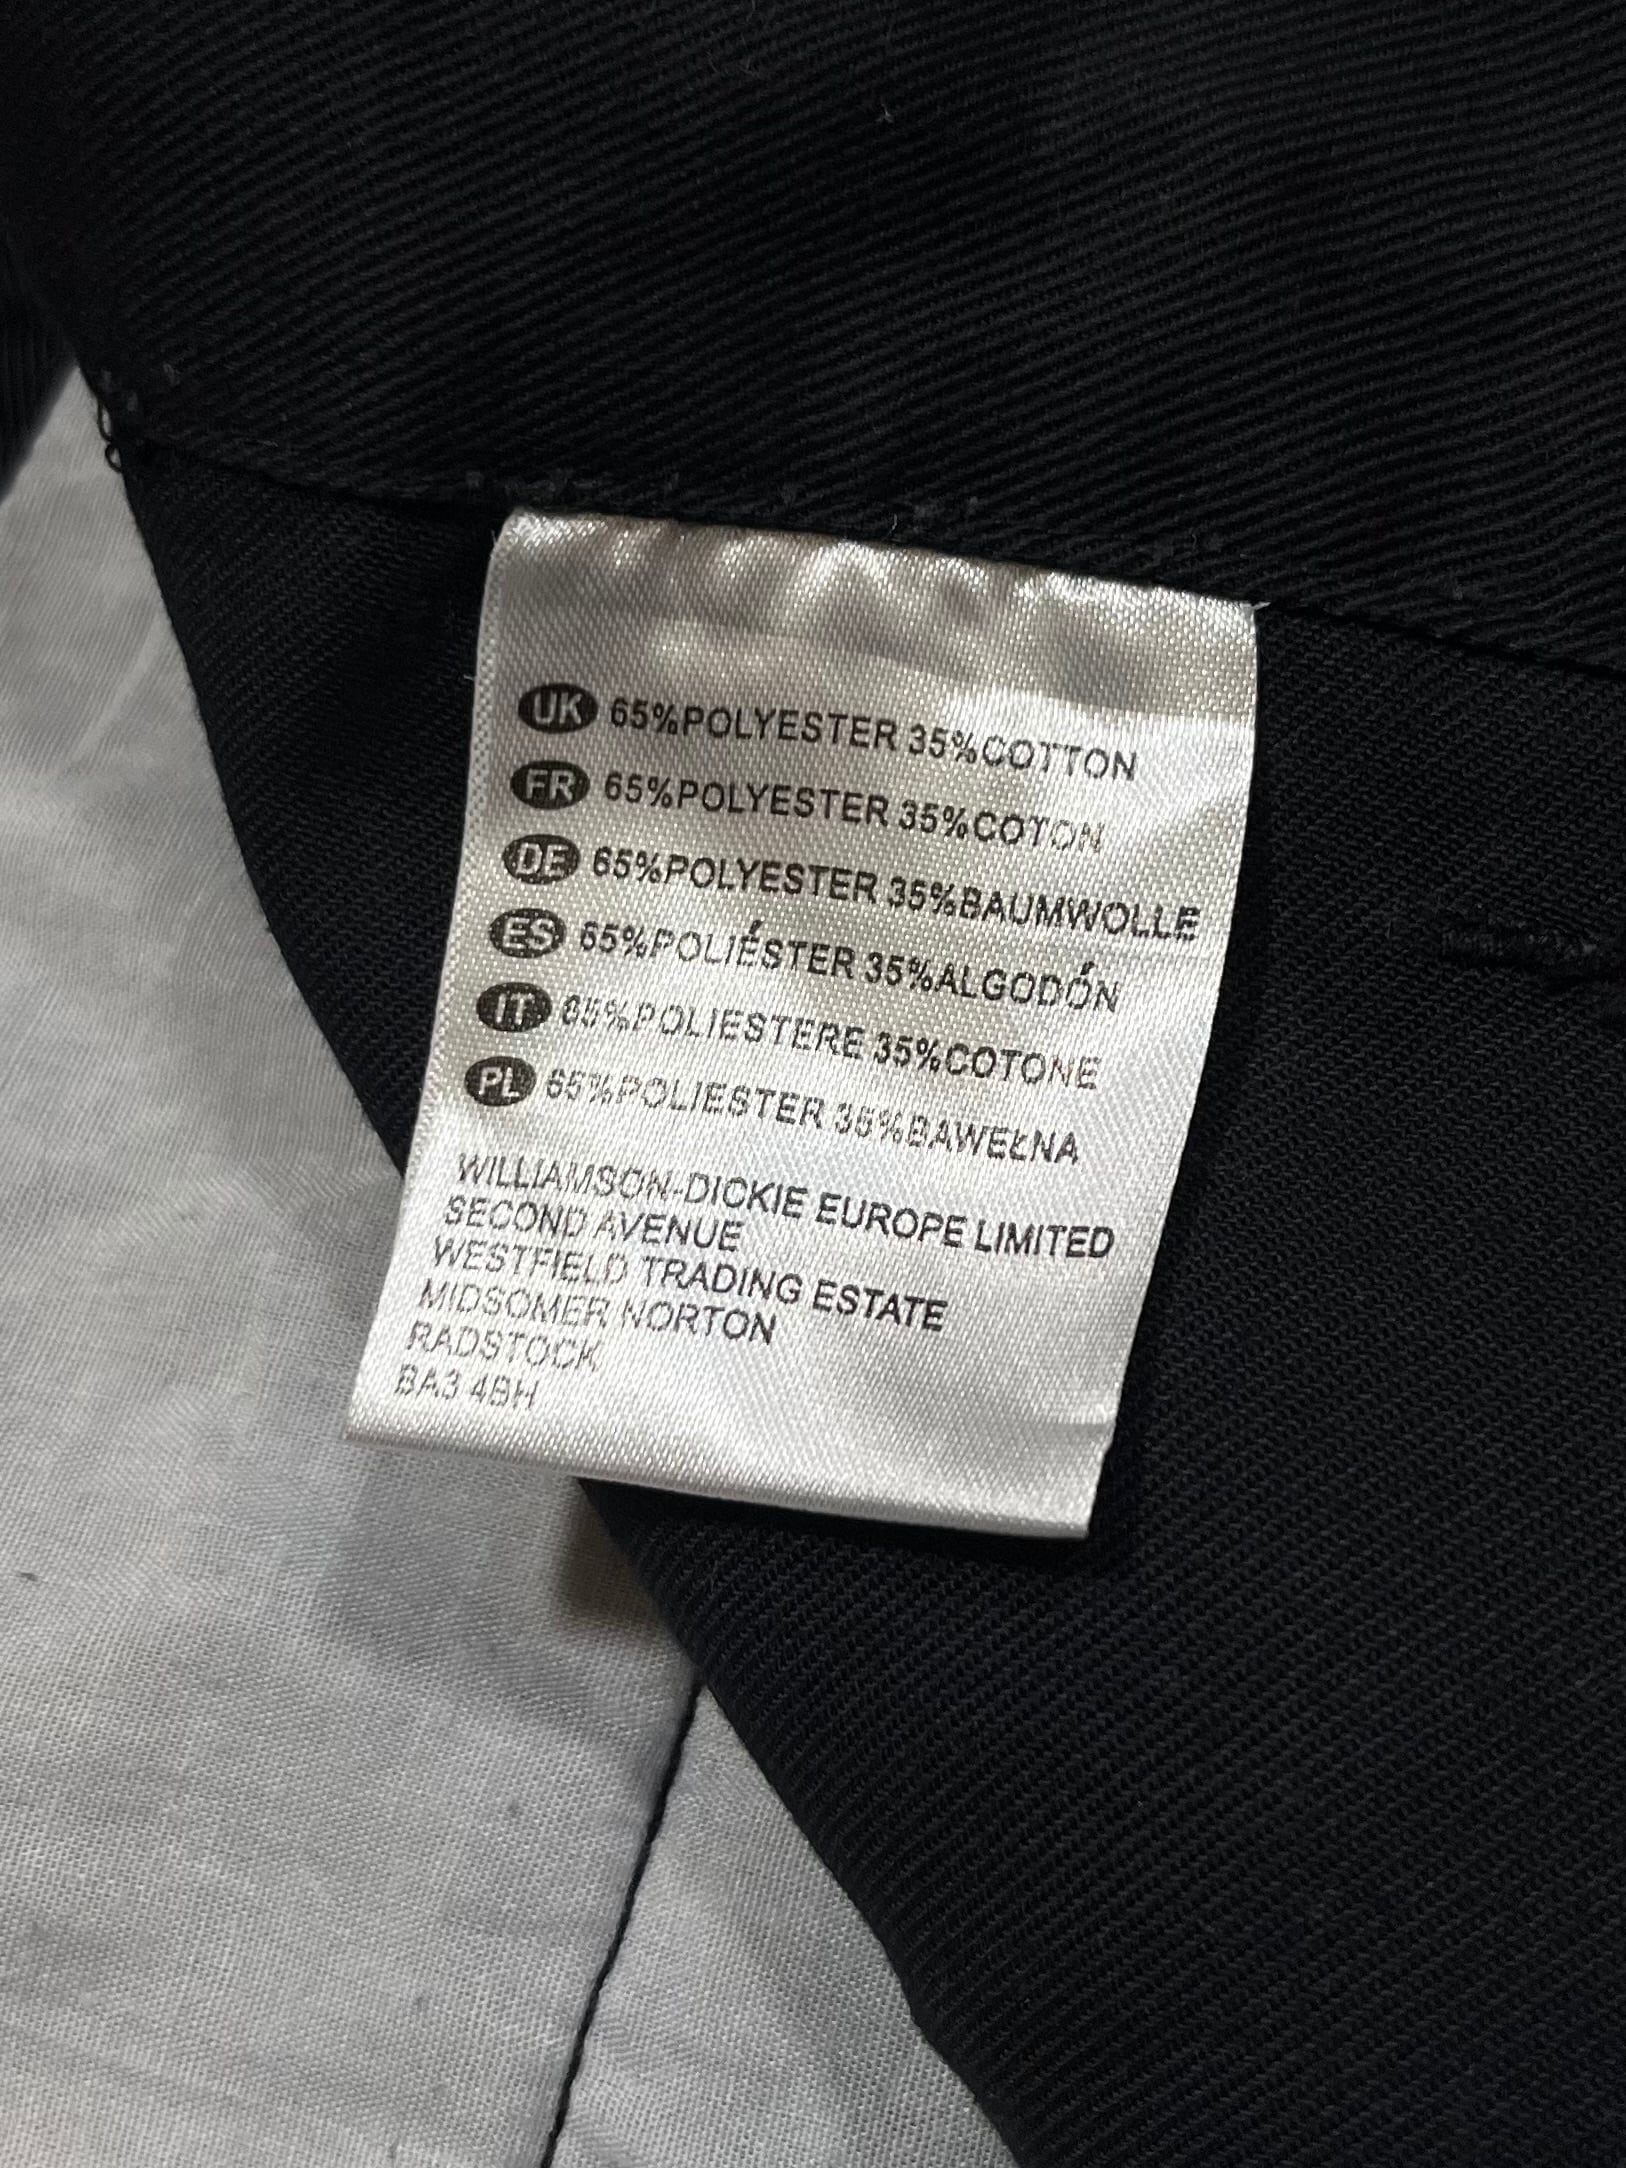 UK 65%POLYESTER 35%COTTON
FR 65%POLYESTER 35%COTON
DE 65%POLYESTER 35%BAUMWOLLE
ES 65%POLIÉSTER 35%ALGODÓN
IT 65%POLIESTERE 35%COTONE
PL 65%POLIESTER 35%BAWEŁNA
WILLIAMSON-DICKIE EUROPE LIMITED
SECOND AVENUE
WESTFIELD TRADING ESTATE
MIDSOMER NORTON
RADSTOCK
BA3 4BH